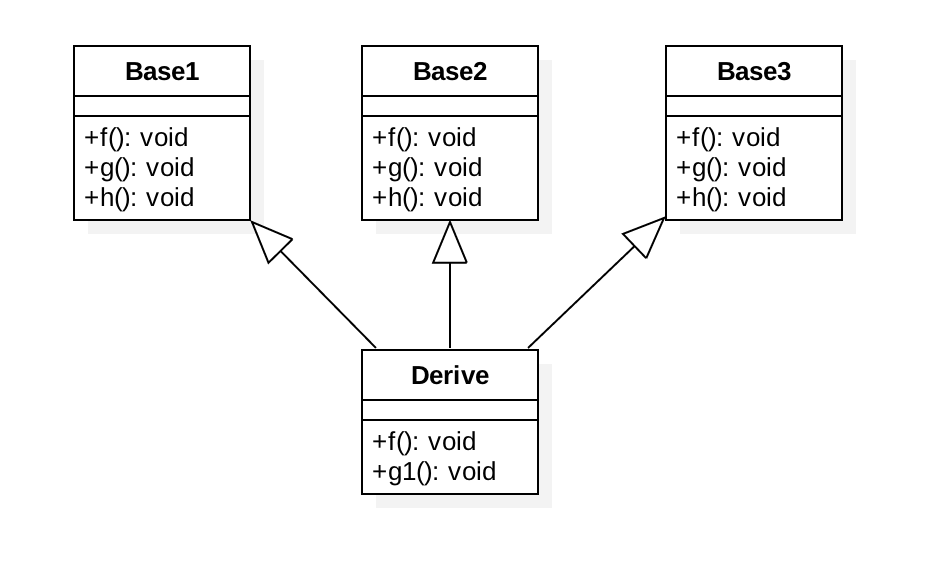 Base1
+f(): void
+g(): void
+h(): void
Base2
+f(): void
+g(): void
+h(): void
Base3
+f(): void
+g(): void
+h(): void
Derive
+f(): void
+g1(): void